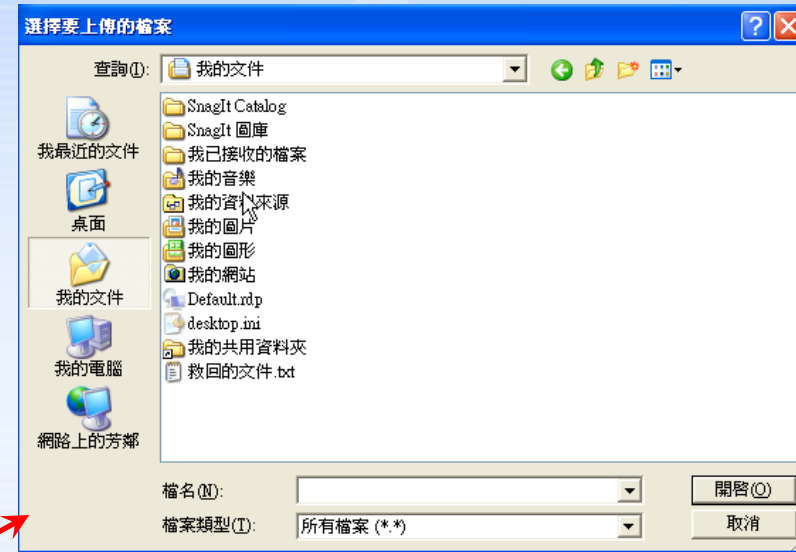 選擇要上傳的檔案
查詢(I): 我的文件
SnagIt Catalog
SnagIt 圖庫
我已接收的檔案
我的音樂
我的資料來源
我的圖片
我的圖形
我的網站
Default.rdp
desktop.ini
我的共用資料夾
救回的文件.txt
我最近的文件
桌面
我的文件
我的電腦
網路上的芳鄰
檔名(N): 開啓(O)
檔案類型(T): 所有檔案 (*.*) 取消